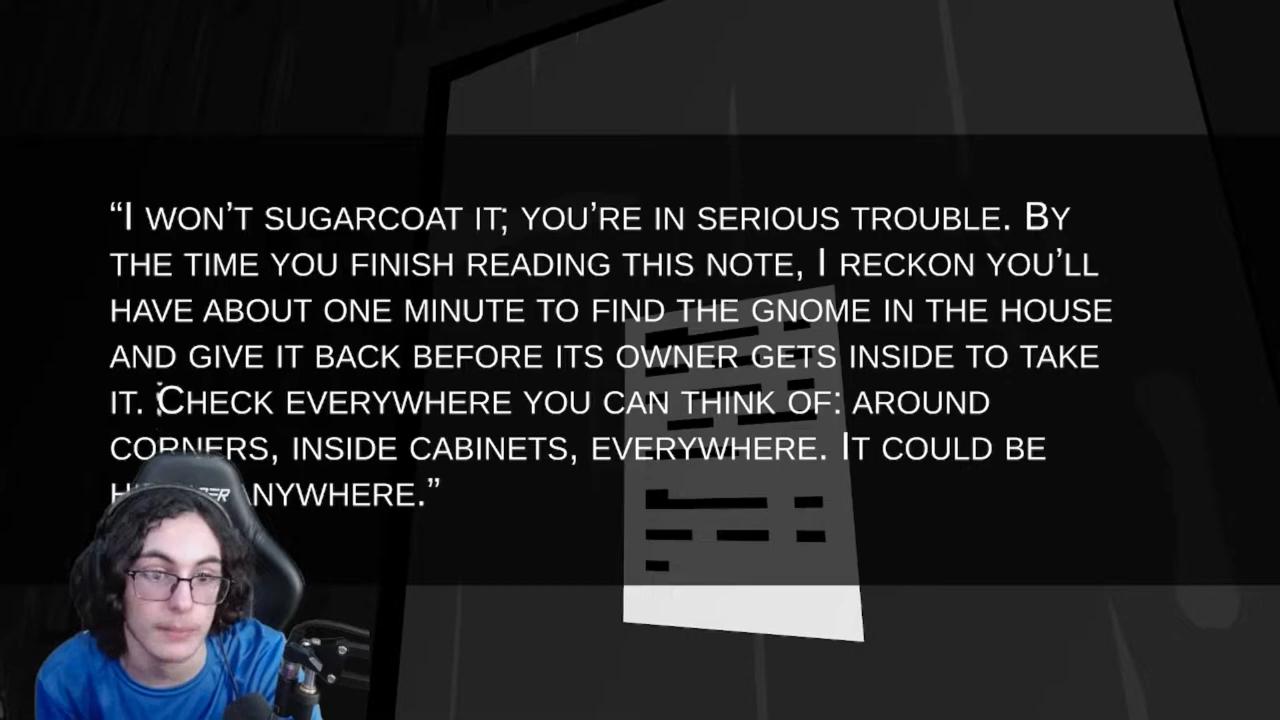 “I WON’T SUGARCOAT IT; YOU’RE IN SERIOUS TROUBLE. BY
THE TIME YOU FINISH READING THIS NOTE, I RECKON YOU’LL
HAVE ABOUT ONE MINUTE TO FIND THE GNOME IN THE HOUSE
AND GIVE IT BACK BEFORE ITS OWNER GETS INSIDE TO TAKE
IT. CHECK EVERYWHERE YOU CAN THINK OF: AROUND
CORNERS, INSIDE CABINETS, EVERYWHERE. IT COULD BE
ANYWHERE.”